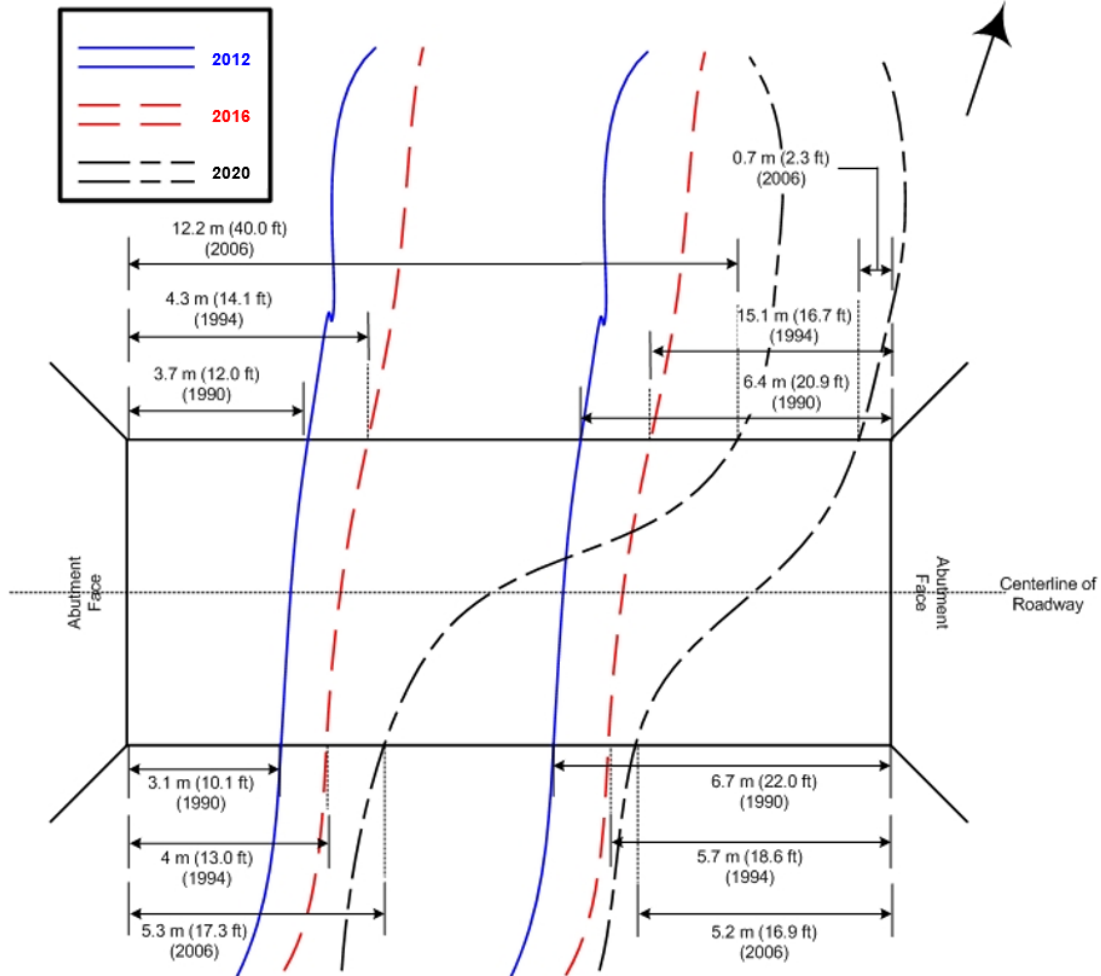 2012
2016
2020
0.7 m (2.3 ft)
(2006)
12.2 m (40.0 ft)
(2006)
4.3 m (14.1 ft)
(1994)
15.1 m (16.7 ft)
(1994)
3.7 m (12.0 ft)
(1990)
6.4 m (20.9 ft)
(1990)
Abutment
Face
Abutment
Face
Centerline of
Roadway
3.1 m (10.1 ft)
(1990)
6.7 m (22.0 ft)
(1990)
4 m (13.0 ft)
(1994)
5.7 m (18.6 ft)
(1994)
5.3 m (17.3 ft)
(2006)
5.2 m (16.9 ft)
(2006)